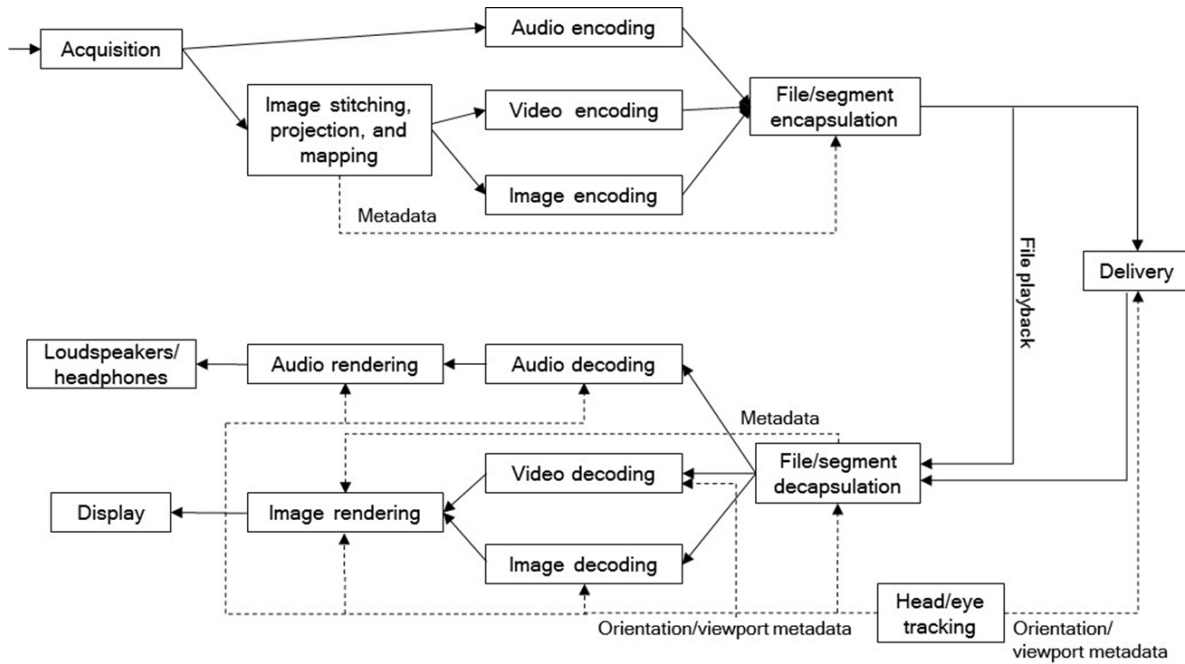 Acquisition
Audio encoding
Image stitching,
projection, and
mapping
Video encoding
Image encoding
File/segment
encapsulation
Metadata
File playback
Delivery
Loudspeakers/
headphones
Audio rendering
Audio decoding
Metadata
Video decoding
File/segment
decapsulation
Display
Image rendering
Image decoding
Head/eye
tracking
Orientation/viewport metadata
Orientation/
viewport metadata